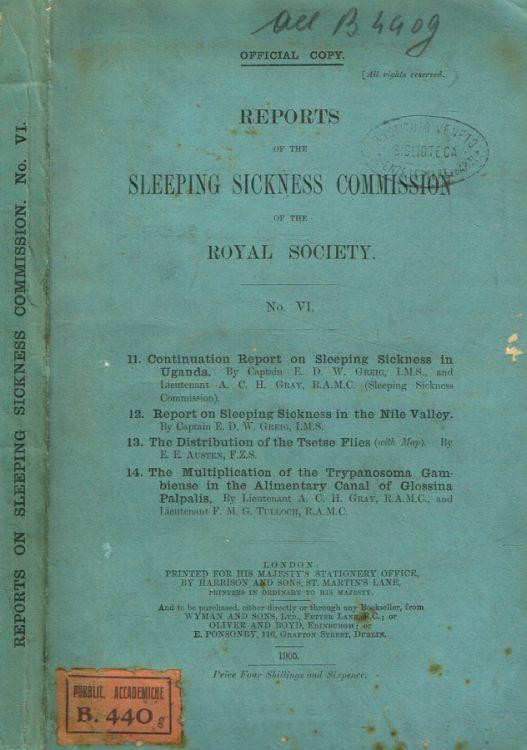 all B.440g
OFFICIAL COPY.
[All rights reserved.
REPORTS
OF THE
SLEEPING SICKNESS COMMISSION
OF THE
ROYAL SOCIETY.
ISTITUTO VENETO
BIBLIOTECA
No. VI.
11. Continuation Report on Sleeping Sickness in
Uganda. By Captain E. D. W. GREIG, I.M.S., and
Lieutenant A. C. H. GRAY, R.A.M.C. (Sleeping Sickness
Commission).
12. Report on Sleeping Sickness in the Nile Valley.
By Captain E. D. W. GREIG, I.M.S.
13. The Distribution of the Tsetse Flies (with Map). By
E. E. AUSTEN, F.Z.S.
14. The Multiplication of the Trypanosoma Gam-
biense in the Alimentary Canal of Glossina
Palpalis. By Lieutenant A. C. H. GRAY, R.A.M.C., and
Lieutenant F. M. G. TULLOCH, R.A.M.C.
LONDON:
PRINTED FOR HIS MAJESTY'S STATIONERY OFFICE,
BY HARRISON AND SONS, ST. MARTIN'S LANE,
PRINTERS IN ORDINARY TO HIS MAJESTY.
And to be purchased, either directly or through any Bookseller, from
WYMAN AND SONS, LTD., FETTER LANE, E.C.; or
OLIVER AND BOYD, EDINBURGH; or
E. PONSONBY, 116, GRAFTON STREET, DUBLIN.
1905.
Price Four Shillings and Sixpence.
PUBBLIC. ACCADEMICHE
B. 440g
REPORTS ON SLEEPING SICKNESS COMMISSION. No. VI.